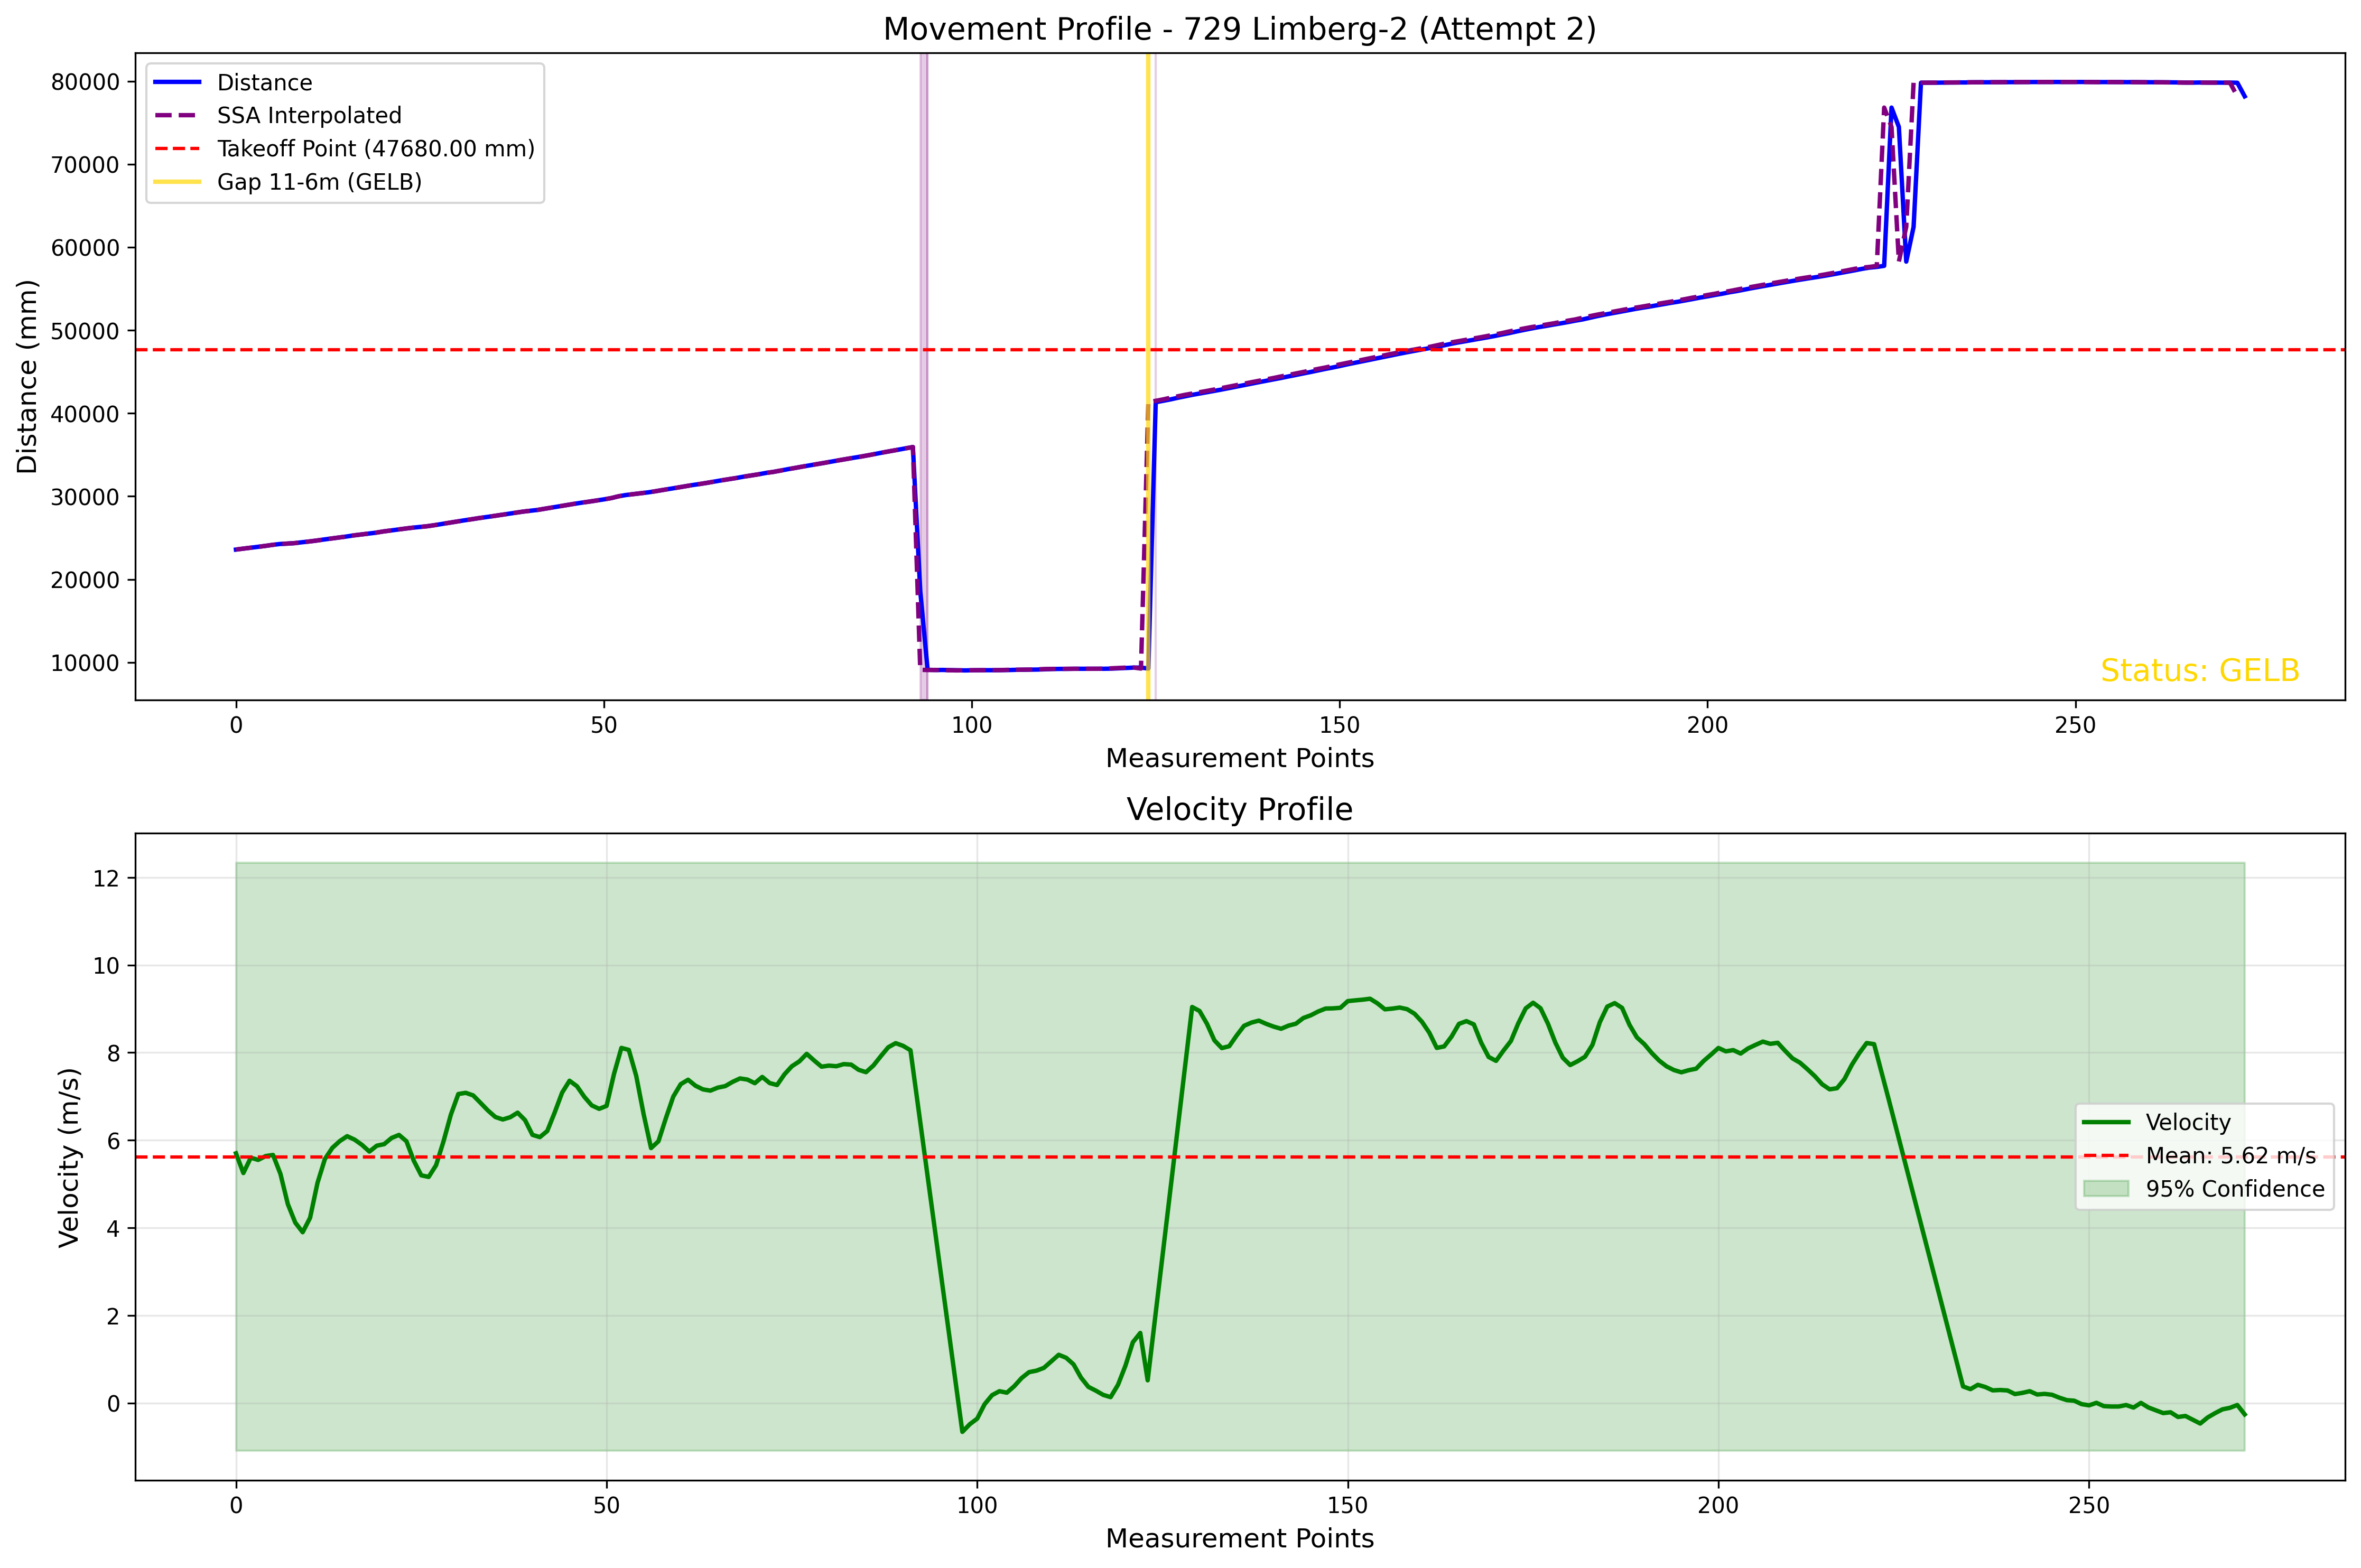 Movement Profile - 729 Limberg-2 (Attempt 2)
Distance
SSA Interpolated
Takeoff Point (47680.00 mm)
Gap 11-6m (GELB)
80000
70000
60000
50000
40000
30000
20000
10000
Distance (mm)
Status: GELB
0 50 100 150 200 250
Measurement Points
Velocity Profile
12
10
8
6
4
2
0
Velocity (m/s)
Velocity
Mean: 5.62 m/s
95% Confidence
0 50 100 150 200 250
Measurement Points